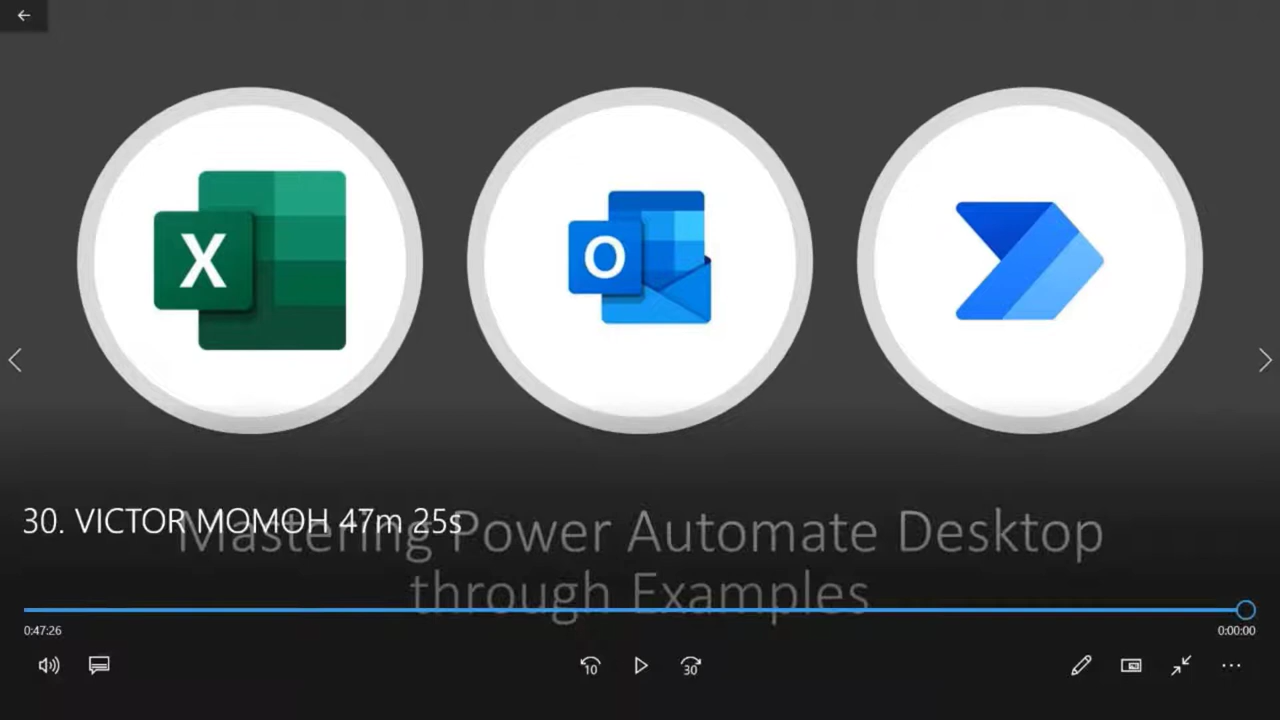 X
O
30. VICTOR MOMOH 47m 25s
Mastering Power Automate Desktop
through Examples
0:47:26
0:00:00
10
30